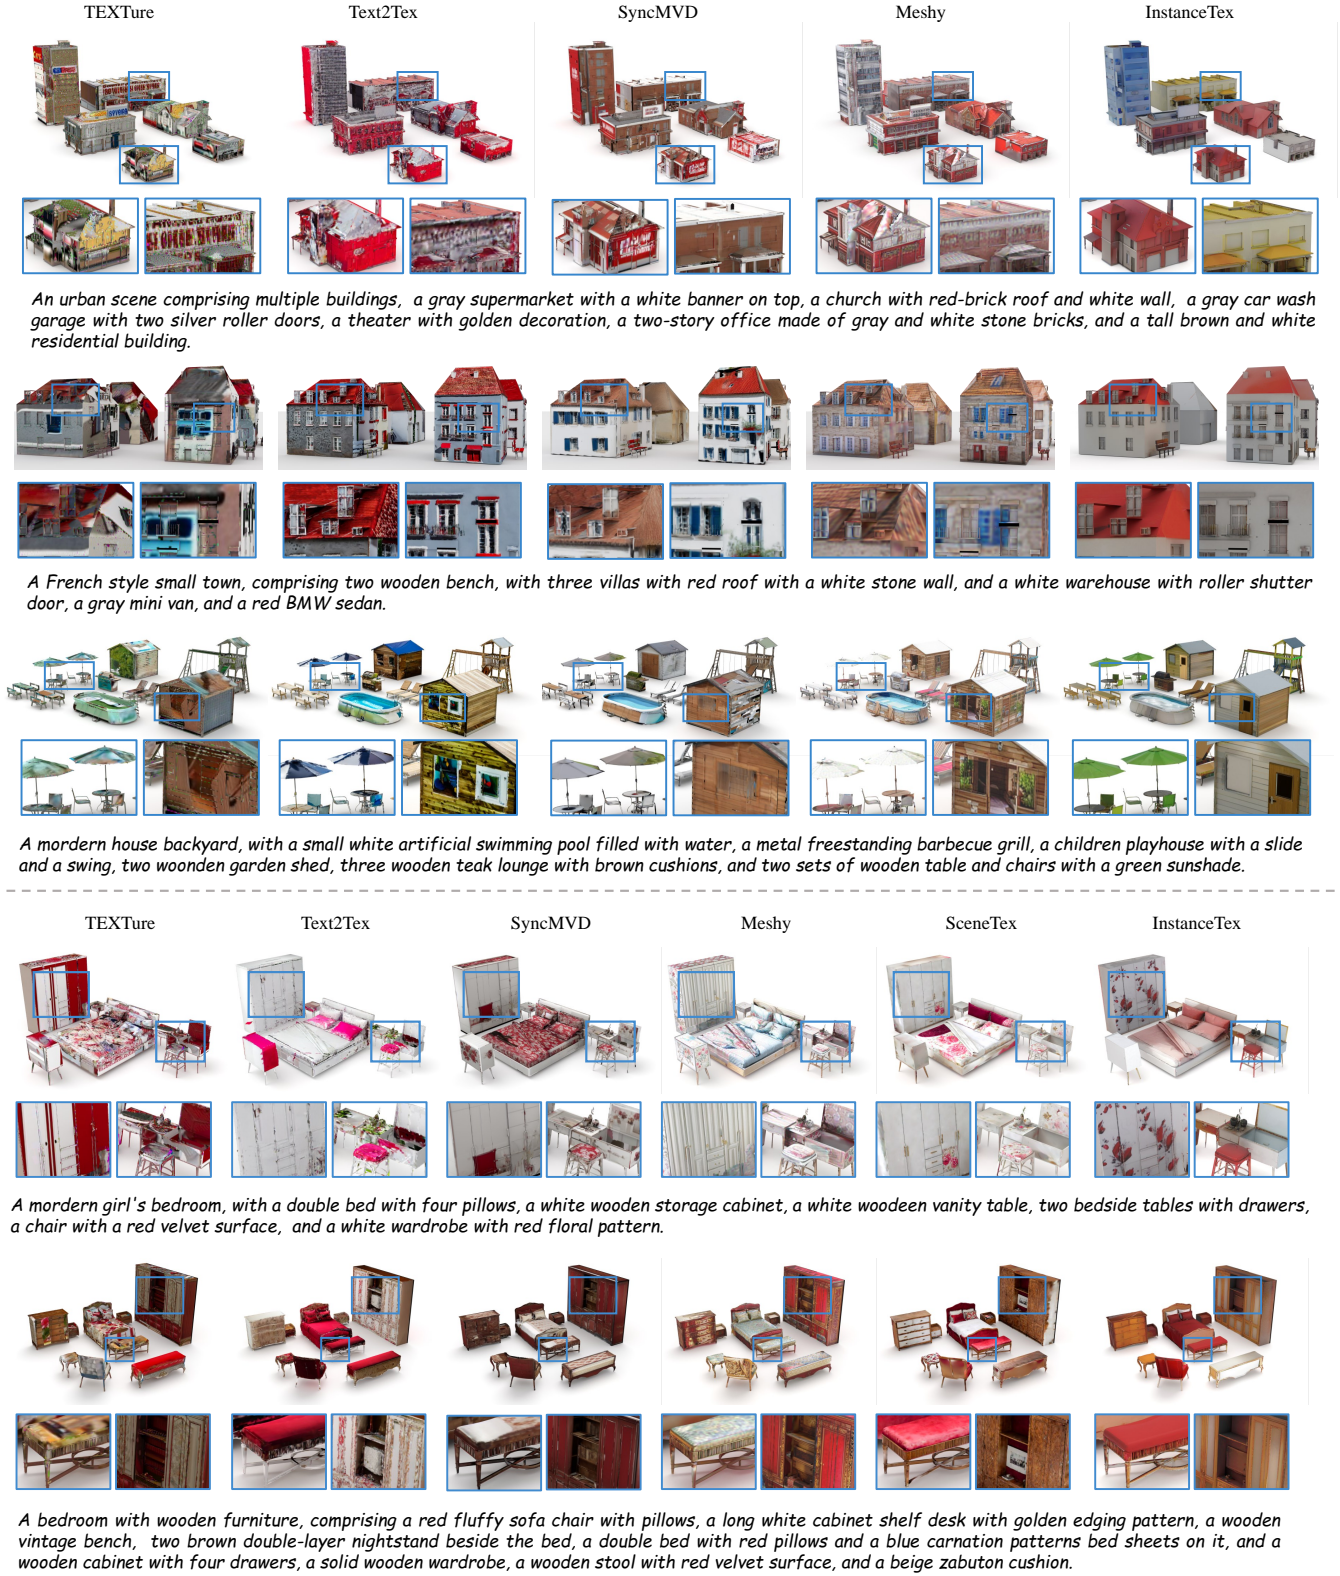 TEXTure Text2Tex SyncMVD Meshy InstanceTex
An urban scene comprising multiple buildings, a gray supermarket with a white banner on top, a church with red-brick roof and white wall, a gray car wash
garage with two silver roller doors, a theater with golden decoration, a two-story office made of gray and white stone bricks, and a tall brown and white
residential building.
A French style small town, comprising two wooden bench, with three villas with red roof with a white stone wall, and a white warehouse with roller shutter
door, a gray mini van, and a red BMW sedan.
A mordern house backyard, with a small white artificial swimming pool filled with water, a metal freestanding barbecue grill, a children playhouse with a slide
and a swing, two woonden garden shed, three wooden teak lounge with brown cushions, and two sets of wooden table and chairs with a green sunshade.
TEXTure Text2Tex SyncMVD Meshy SceneTex InstanceTex
A mordern girl's bedroom, with a double bed with four pillows, a white wooden storage cabinet, a white woodeen vanity table, two bedside tables with drawers,
a chair with a red velvet surface, and a white wardrobe with red floral pattern.
A bedroom with wooden furniture, comprising a red fluffy sofa chair with pillows, a long white cabinet shelf desk with golden edging pattern, a wooden
vintage bench, two brown double-layer nightstand beside the bed, a double bed with red pillows and a blue carnation patterns bed sheets on it, and a
wooden cabinet with four drawers, a solid wooden wardrobe, a wooden stool with red velvet surface, and a beige zabuton cushion.